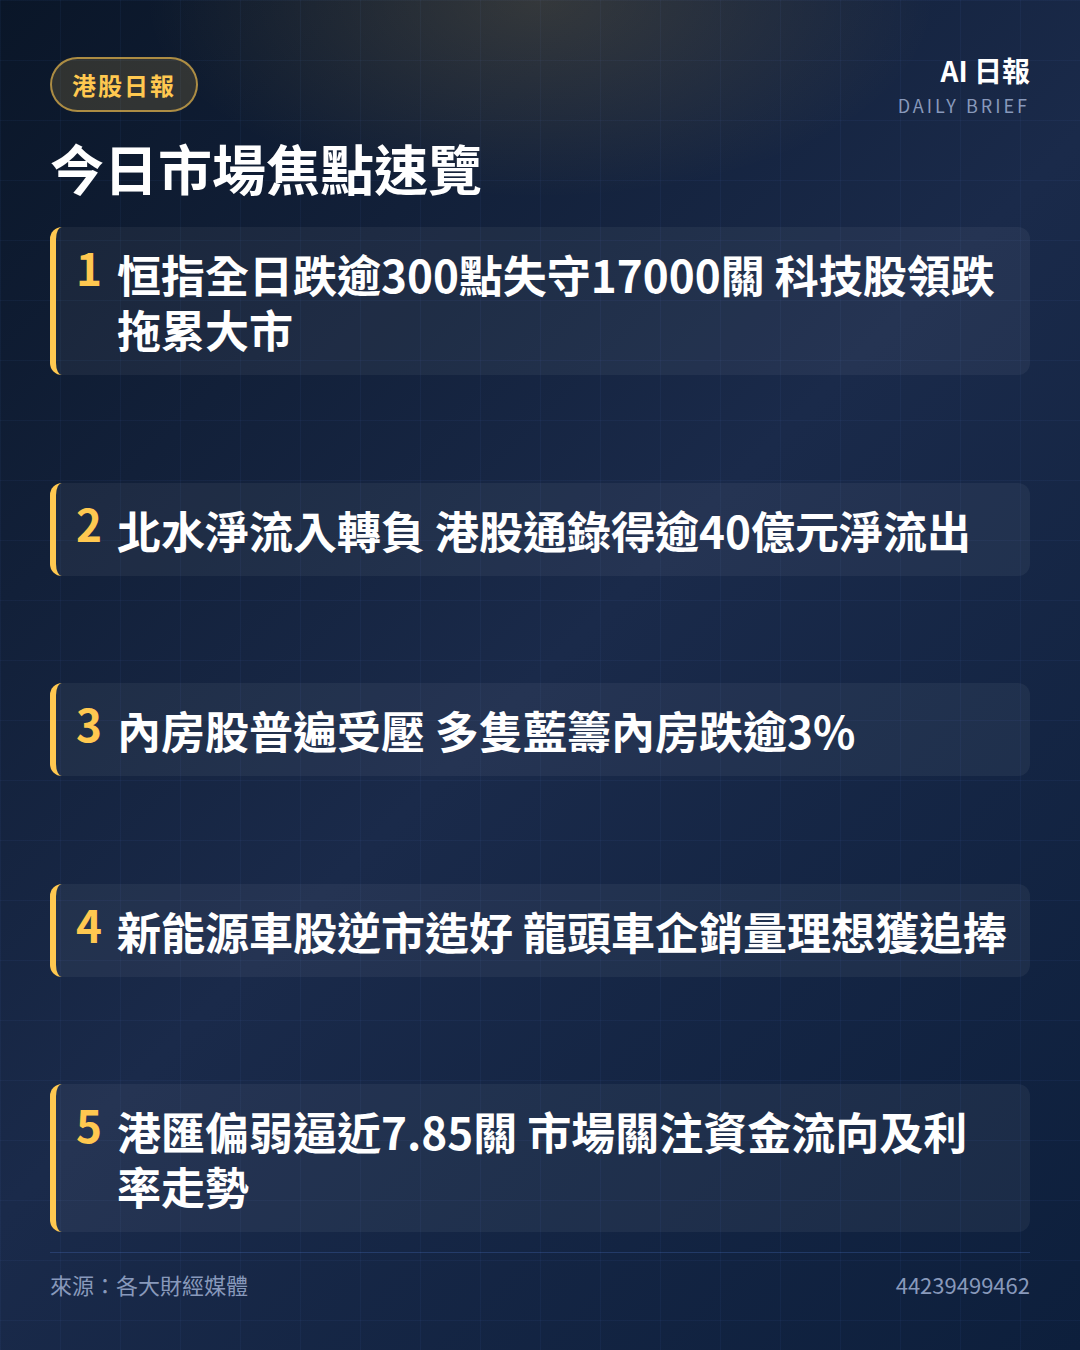 港股日報
AI 日報
DAILY BRIEF
今日市場焦點速覽
1 恒指全日跌逾300點失守17000關 科技股領跌
拖累大市
2 北水淨流入轉負 港股通錄得逾40億元淨流出
3 內房股普遍受壓 多隻藍籌內房跌逾3%
4 新能源車股逆市造好 龍頭車企銷量理想獲追捧
5 港匯偏弱逼近7.85關 市場關注資金流向及利
率走勢
來源：各大財經媒體
44239499462